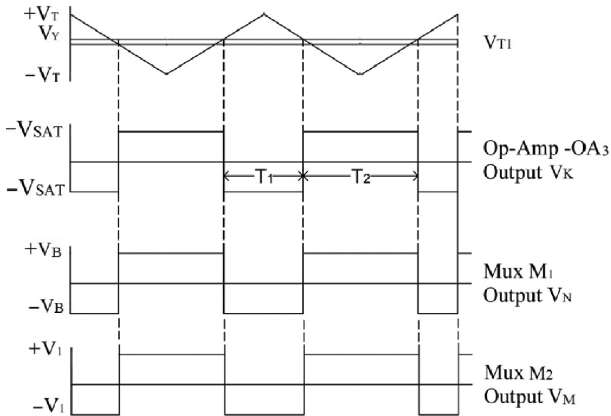 +VT
VY
VT1
−VT
−VSAT
Op-Amp -OA3
Output VK
T1
T2
−VSAT
+VB
Mux M1
Output VN
−VB
+V1
Mux M2
Output VM
−V1